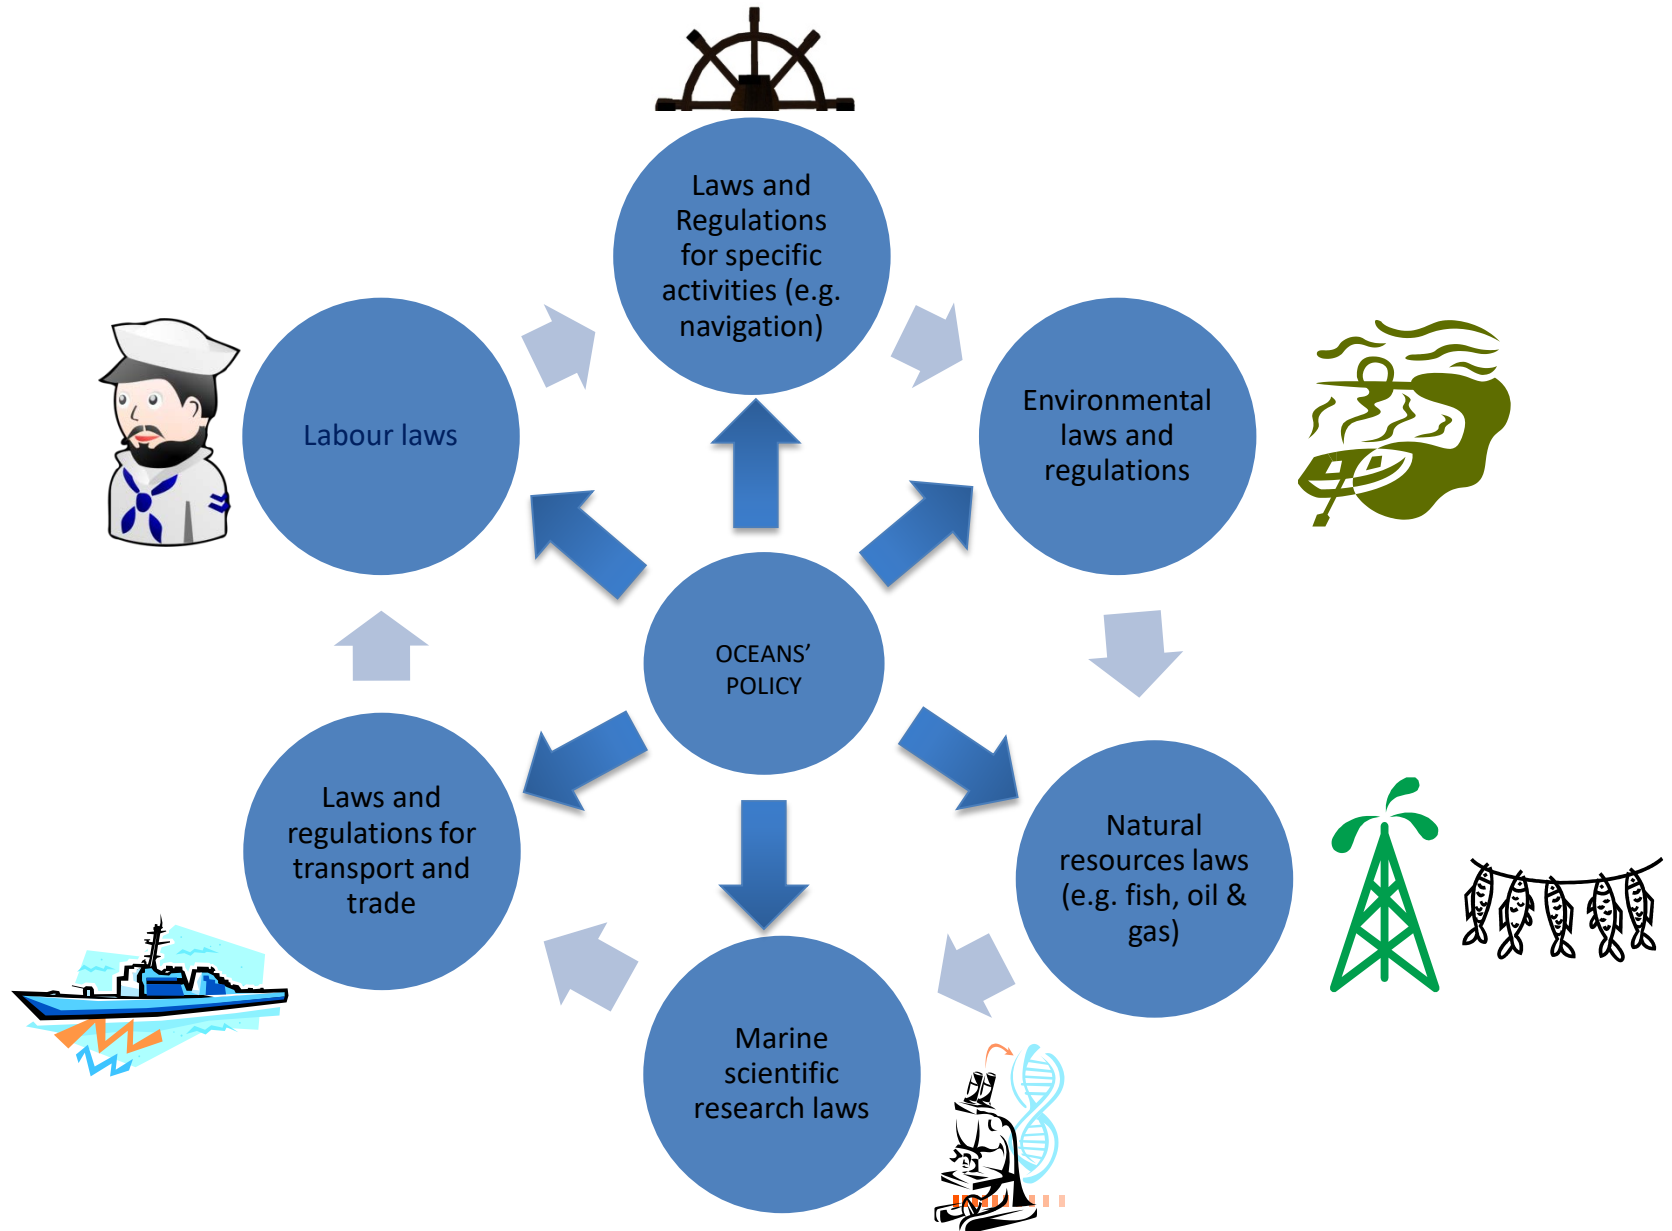 Laws and
Regulations
for specific
activities (e.g.
navigation)
Environmental
laws and
regulations
Natural
resources laws
(e.g. fish, oil &
gas)
Marine
scientific
research laws
Laws and
regulations for
transport and
trade
Labour laws
OCEANS’
POLICY